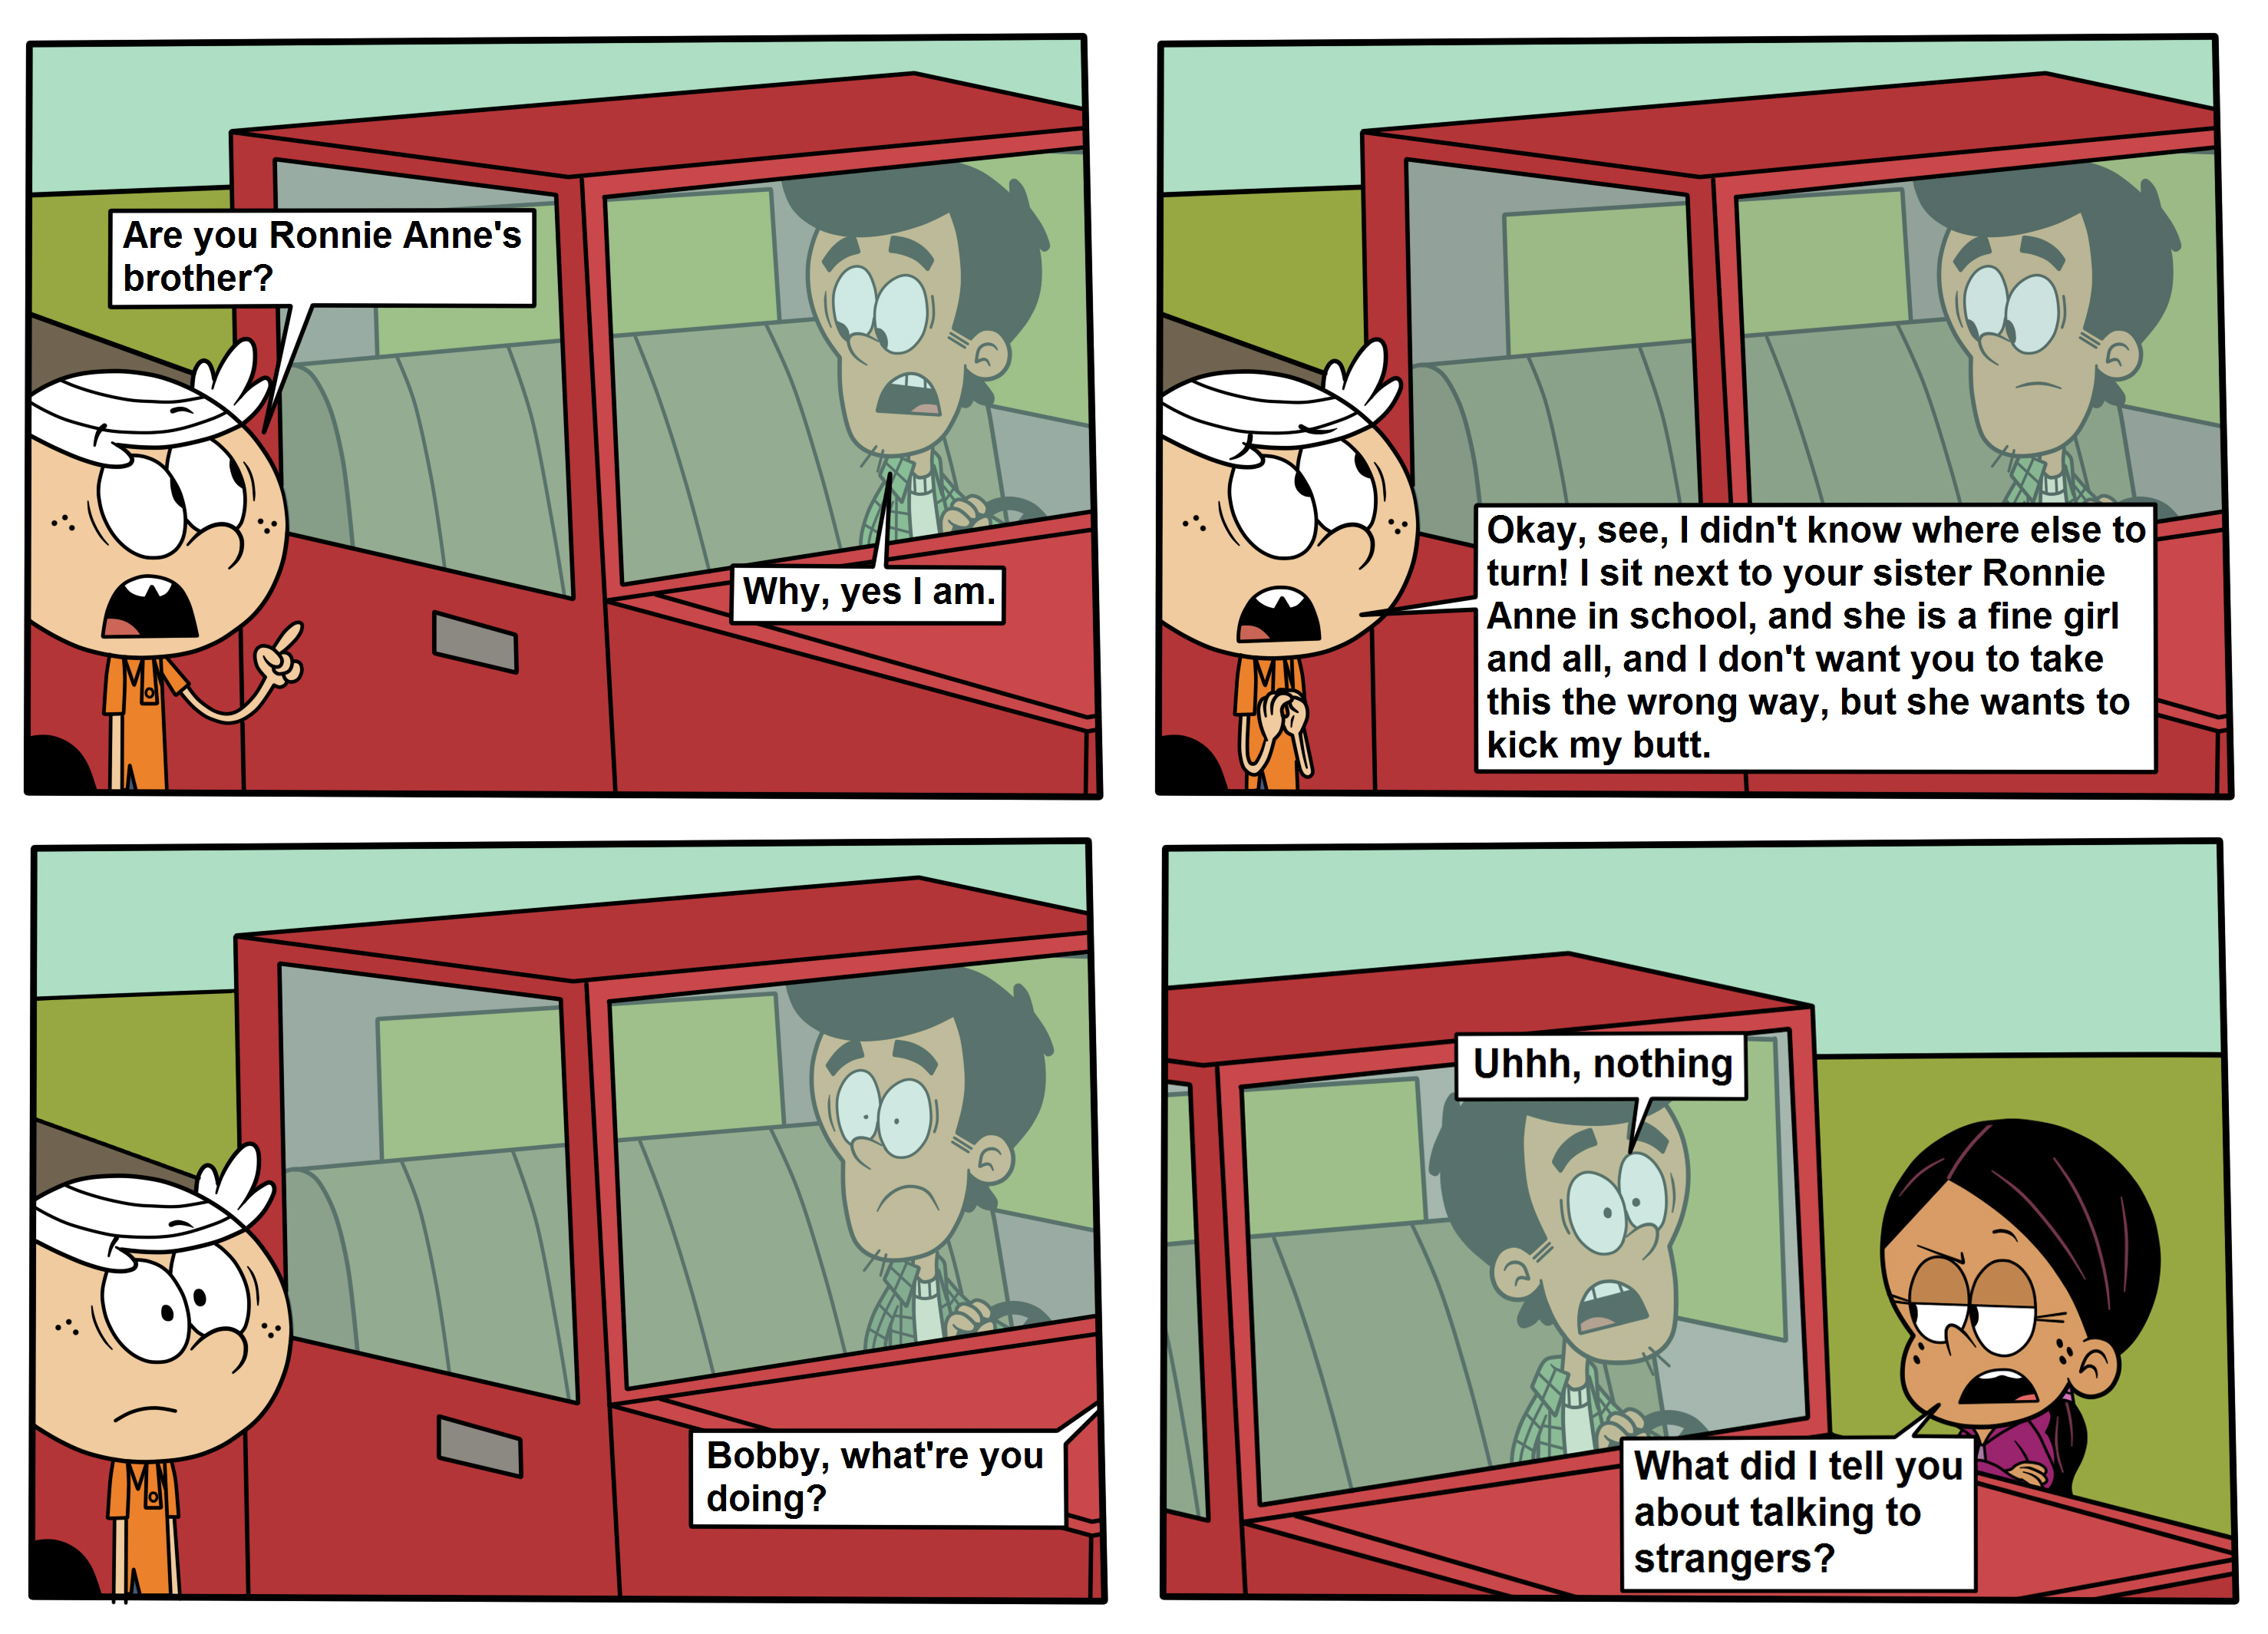 Are you Ronnie Anne's
brother?
Why, yes I am.
Okay, see, I didn't know where else to
turn! I sit next to your sister Ronnie
Anne in school, and she is a fine girl
and all, and I don't want you to take
this the wrong way, but she wants to
kick my butt.
Bobby, what're you
doing?
Uhhh, nothing
What did I tell you
about talking to
strangers?